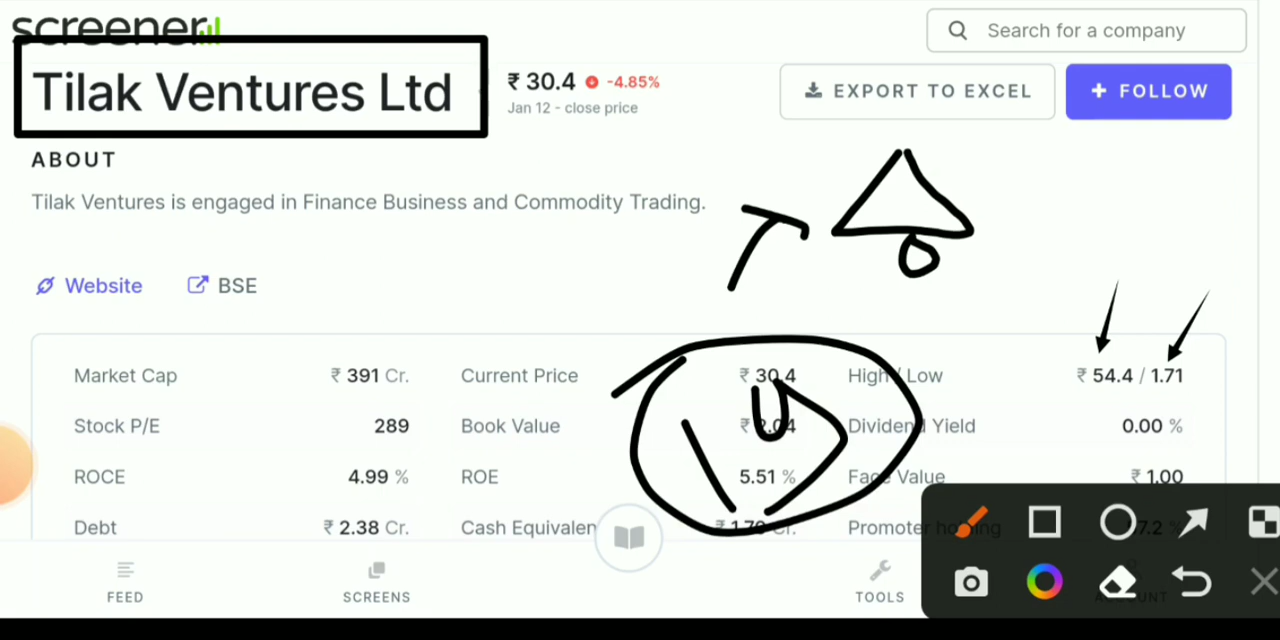 screener
Search for a company
Tilak Ventures Ltd
₹ 30.4 -4.85%
Jan 12 - close price
EXPORT TO EXCEL
+ FOLLOW
ABOUT
Tilak Ventures is engaged in Finance Business and Commodity Trading.
Website BSE
Market Cap ₹ 391 Cr. Current Price ₹ 30.4 High / Low ₹ 54.4 / 1.71
Stock P/E 289 Book Value ₹ Dividend Yield 0.00 %
ROCE 4.99 % ROE 5.51 % Face Value ₹ 1.00
Debt ₹ 2.38 Cr. Cash Equivalen Promoter holding
FEED SCREENS TOOLS